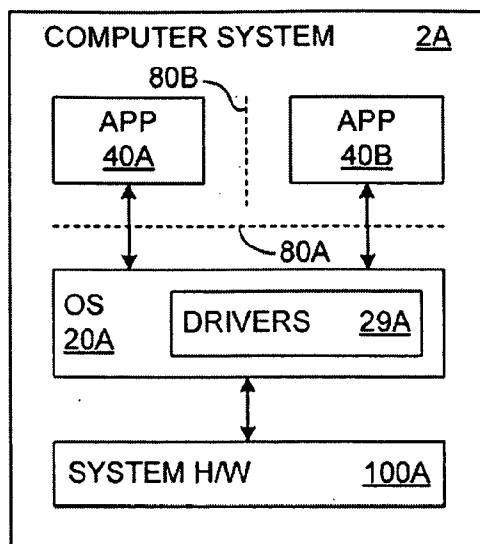 COMPUTER SYSTEM 2A
80B
APP
40A
APP
40B
80A
OS
20A
DRIVERS 29A
SYSTEM H/W 100A